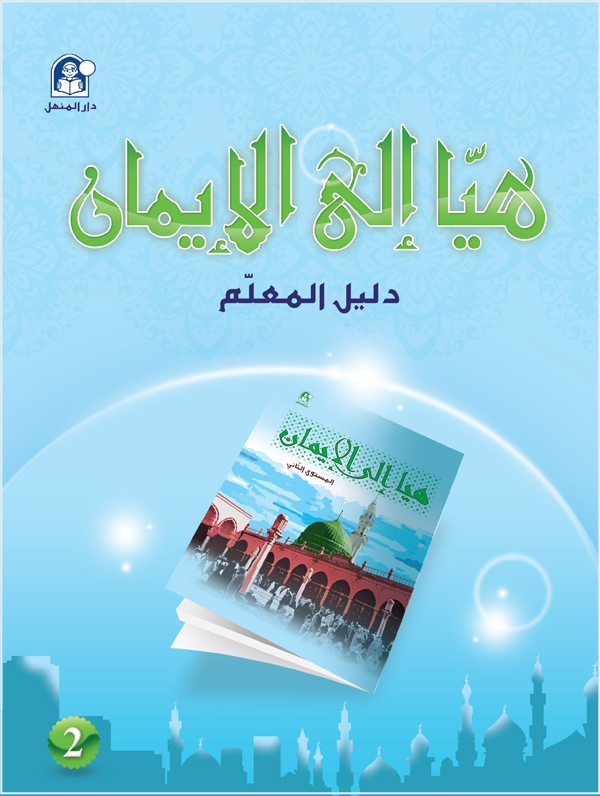 دار المنهل
هيّا إلى الإيمان
دليل المعلّم
هيا إلى الإيمان
المستوى الثاني
2